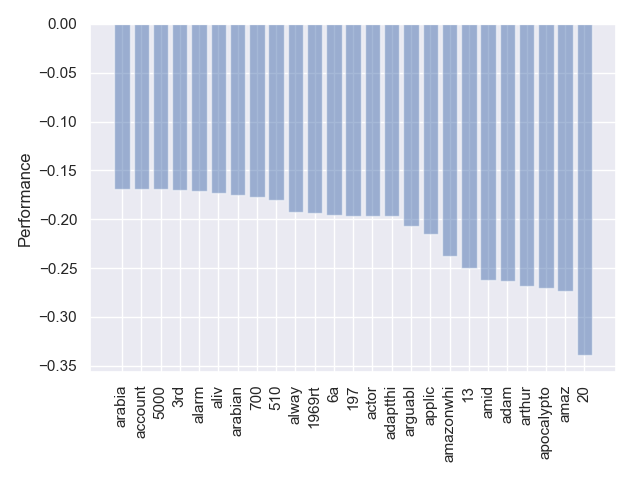 0.00
−0.05
−0.10
−0.15
−0.20
−0.25
−0.30
−0.35
Performance
arabia
account
5000
3rd
alarm
aliv
arabian
700
510
alway
1969rt
6a
197
actor
adaptthi
arguabl
applic
amazonwhi
13
amid
adam
arthur
apocalypto
amaz
20